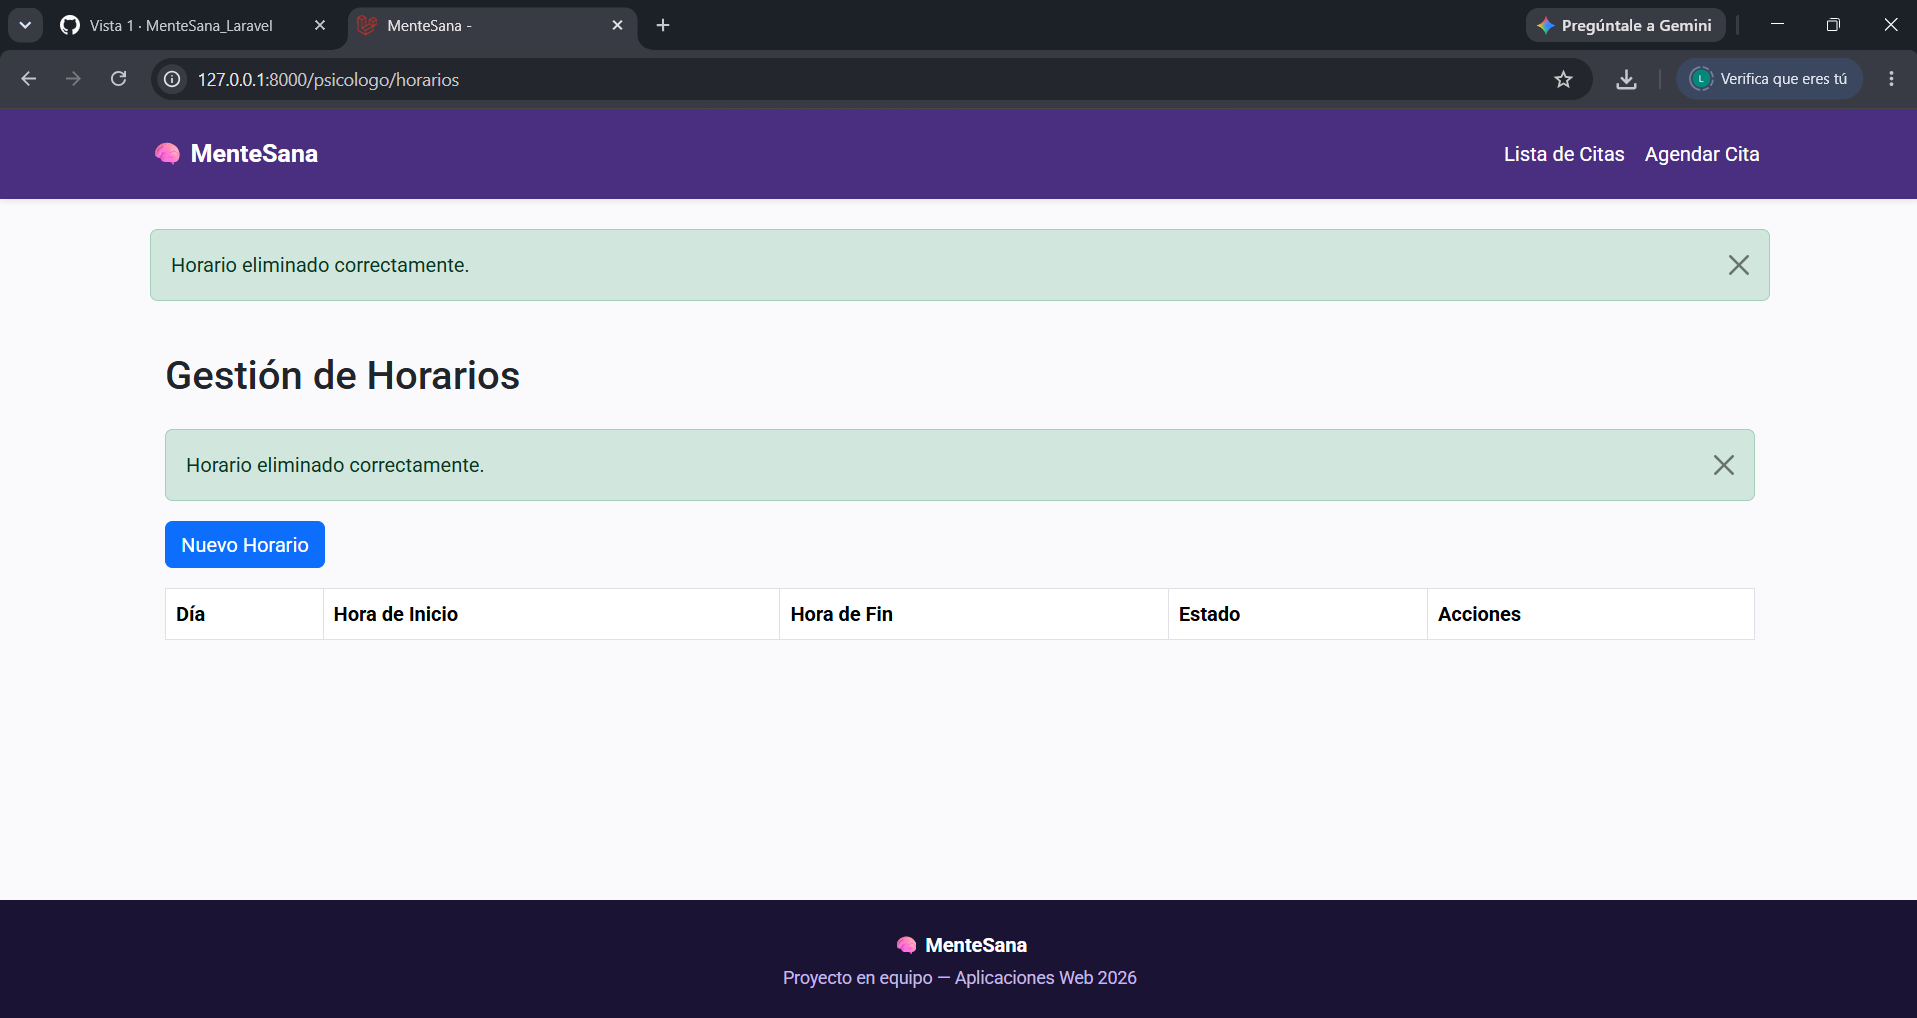 Vista 1 · MenteSana_Laravel
MenteSana -
Pregúntale a Gemini
127.0.0.1:8000/psicologo/horarios
L
Verifica que eres tú
MenteSana
Lista de Citas
Agendar Cita
Horario eliminado correctamente.
Gestión de Horarios
Horario eliminado correctamente.
Nuevo Horario
Día
Hora de Inicio
Hora de Fin
Estado
Acciones
MenteSana
Proyecto en equipo — Aplicaciones Web 2026